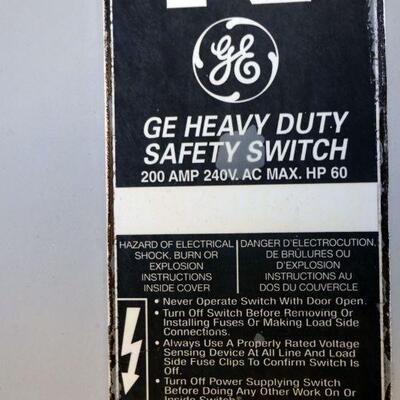 GE
GE HEAVY DUTY
SAFETY SWITCH
200 AMP 240V. AC MAX. HP 60
HAZARD OF ELECTRICAL
SHOCK, BURN OR
EXPLOSION
INSTRUCTIONS
INSIDE COVER
DANGER D'ELECTROCUTION,
DE BRÛLURES OU
D'EXPLOSION
INSTRUCTIONS AU
DOS DU COUVERCLE
• Never Operate Switch With Door Open.
• Turn Off Switch Before Removing Or
Installing Fuses Or Making Load Side
Connections.
• Always Use A Properly Rated Voltage
Sensing Device At All Line And Load
Side Fuse Clips To Confirm Switch Is
Off.
• Turn Off Power Supplying Switch
Before Doing Any Other Work On Or
Inside Switch.